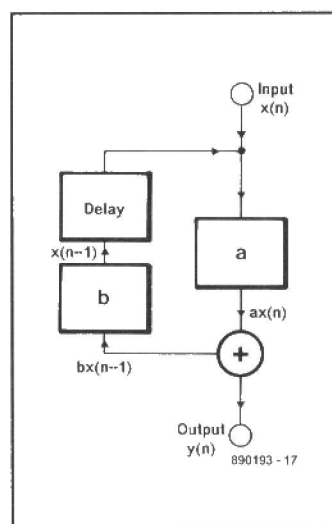 Input
x(n)
Delay
x(n--1)
a
b
ax(n)
+
bx(n--1)
Output
y(n)
890193 - 17